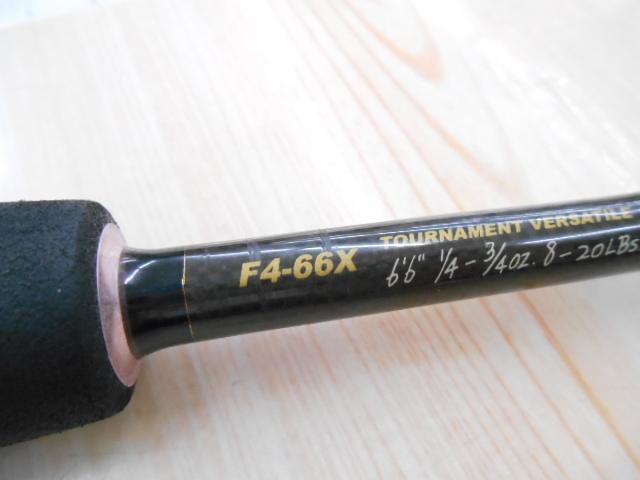 F4-66X
TOURNAMENT VERSATILE
6'6" 1/4-3/4OZ. 8-20LBS